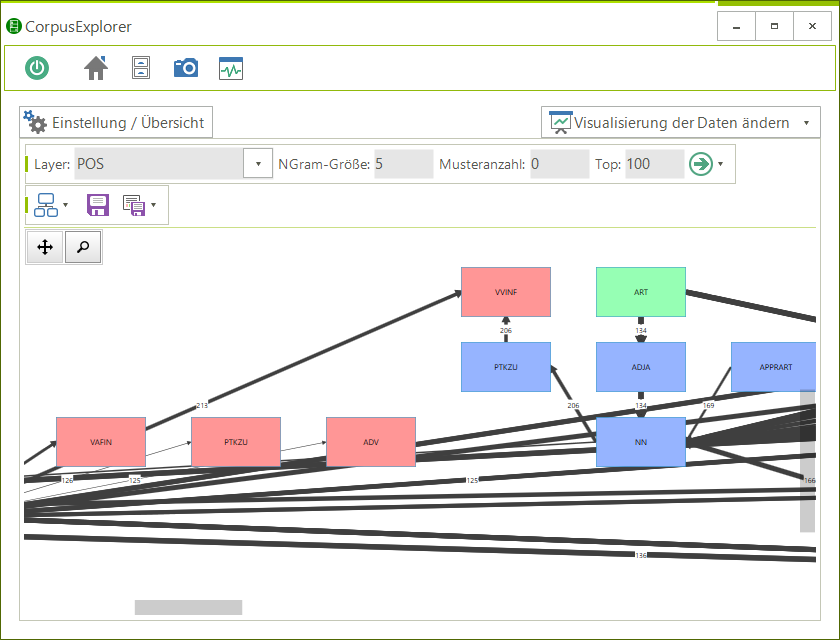 CorpusExplorer
Einstellung / Übersicht
Visualisierung der Daten ändern
Layer: POS NGram-Größe: 5 Musteranzahl: 0 Top: 100
VVINF ART
206 134
PTKZU ADJA APPRART
213 206 134 169
VAFIN PTKZU ADV NN
126 125 125 166
136